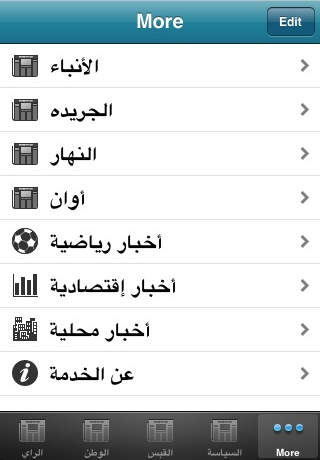 More
Edit
الأنباء
الجريده
النهار
أوان
أخبار رياضية
أخبار إقتصادية
أخبار محلية
عن الخدمة
الراي
الوطن
القبس
السياسة
More